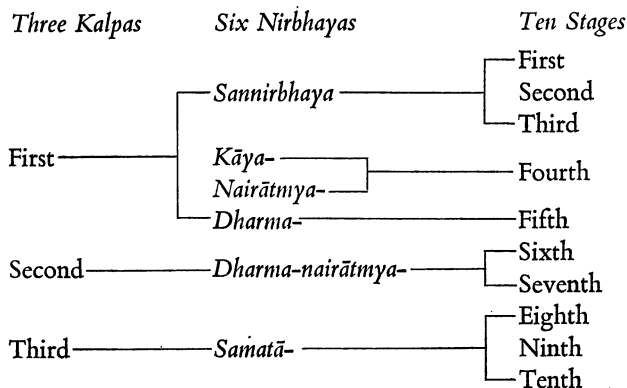 Three Kalpas Six Nirbhayas Ten Stages
First
Sannirbhaya Second
Third
Kāya-
First Fourth
Nairātmya-
Dharma- Fifth
Sixth
Second Dharma-nairātmya-
Seventh
Eighth
Third Samatā- Ninth
Tenth